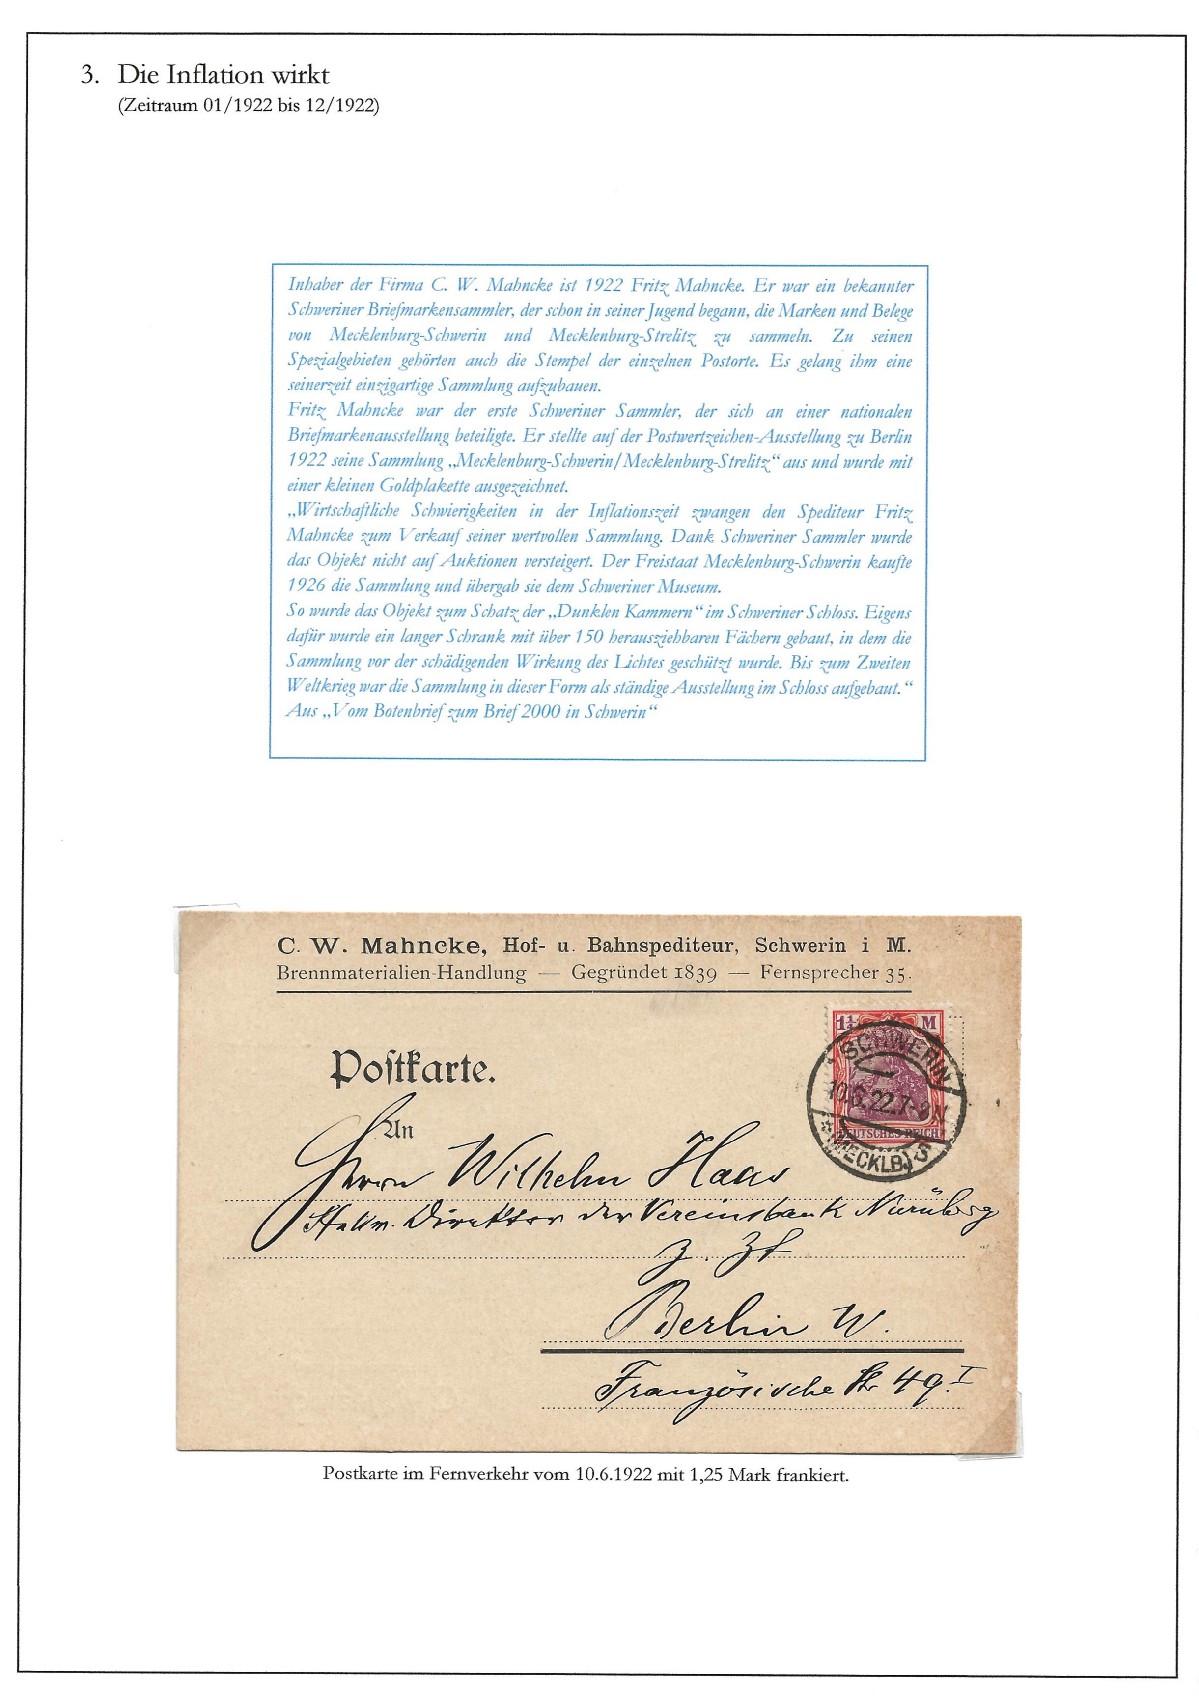 3. Die Inflation wirkt
(Zeitraum 01/1922 bis 12/1922)
Inhaber der Firma C. W. Mahncke ist 1922 Fritz Mahncke. Er war ein bekannter
Schweriner Briefmarkensammler, der schon in seiner Jugend begann, die Marken und Belege
von Mecklenburg-Schwerin und Mecklenburg-Strelitz zu sammeln. Zu seinen
Spezialgebieten gehörten auch die Stempel der einzelnen Postorte. Es gelang ihm eine
seinerzeit einzigartige Sammlung aufzubauen.
Fritz Mahncke war der erste Schweriner Sammler, der sich an einer nationalen
Briefmarkenausstellung beteiligte. Er stellte auf der Postwertzeichen-Ausstellung zu Berlin
1922 seine Sammlung „Mecklenburg-Schwerin/Mecklenburg-Strelitz“ aus und wurde mit
einer kleinen Goldplakette ausgezeichnet.
„Wirtschaftliche Schwierigkeiten in der Inflationszeit zwangen den Spediteur Fritz
Mahncke zum Verkauf seiner wertvollen Sammlung. Dank Schweriner Sammler wurde
das Objekt nicht auf Auktionen versteigert. Der Freistaat Mecklenburg-Schwerin kaufte
1926 die Sammlung und übergab sie dem Schweriner Museum.
So wurde das Objekt zum Schatz der „Dunklen Kammern“ im Schweriner Schloss. Eigens
dafür wurde ein langer Schrank mit über 150 herausziehbaren Fächern gebaut, in dem die
Sammlung vor der schädigenden Wirkung des Lichtes geschützt wurde. Bis zum Zweiten
Weltkrieg war die Sammlung in dieser Form als ständige Ausstellung im Schloss aufgebaut.“
Aus „Vom Botenbrief zum Brief 2000 in Schwerin“
C. W. Mahncke, Hof- u. Bahnspediteur, Schwerin i M.
Brennmaterialien-Handlung — Gegründet 1839 — Fernsprecher 35.
1¼ M
SCHWERIN
10.6.22.7-8N.
DEUTSCHES REICH
* (MECKLB) S
Postkarte.
An
Herrn Wilhelm Haas
Direktor der Vereinsbank Nürnberg
z. Zt
Berlin W.
Französische Str 49 I
Postkarte im Fernverkehr vom 10.6.1922 mit 1,25 Mark frankiert.